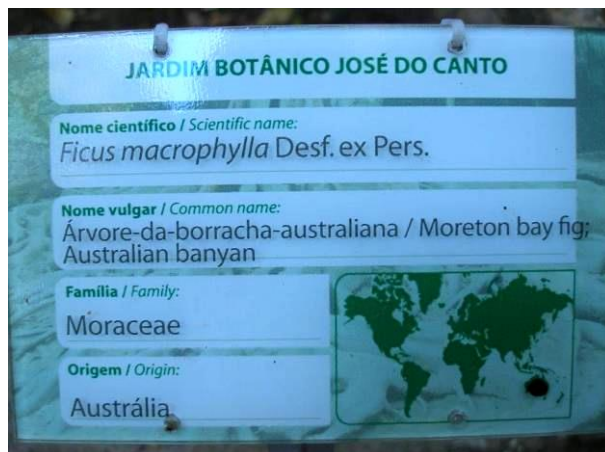 JARDIM BOTÂNICO JOSÉ DO CANTO
Nome científico / Scientific name:
Ficus macrophylla Desf. ex Pers.
Nome vulgar / Common name:
Árvore-da-borracha-australiana / Moreton bay fig;
Australian banyan
Família / Family:
Moraceae
Origem / Origin:
Austrália